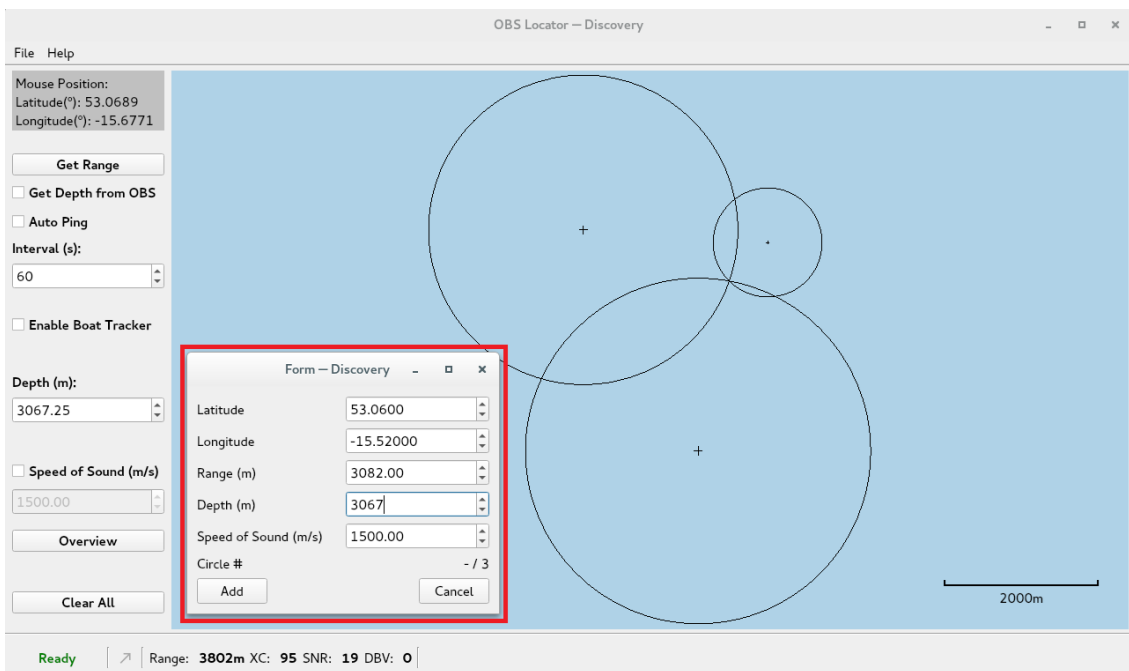 OBS Locator — Discovery
File Help
Mouse Position:
Latitude(º): 53.0689
Longitude(º): -15.6771
Get Range
Get Depth from OBS
Auto Ping
Interval (s):
60
Enable Boat Tracker
Depth (m):
3067.25
Speed of Sound (m/s)
1500.00
Overview
Clear All
Form — Discovery
Latitude 53.0600
Longitude -15.52000
Range (m) 3082.00
Depth (m) 3067
Speed of Sound (m/s) 1500.00
Circle # - / 3
Add Cancel
2000m
Ready Range: 3802m XC: 95 SNR: 19 DBV: 0